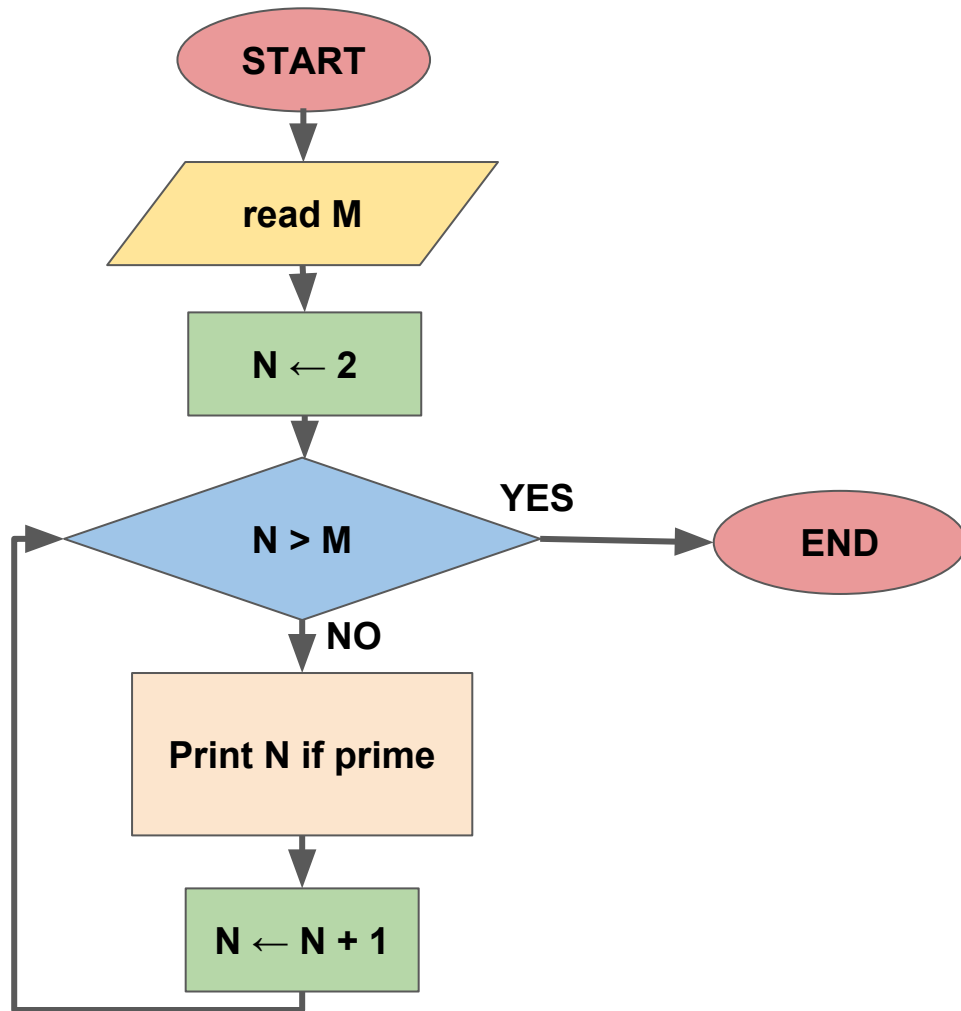 START
read M
N ← 2
N > M
YES
END
NO
Print N if prime
N ← N + 1